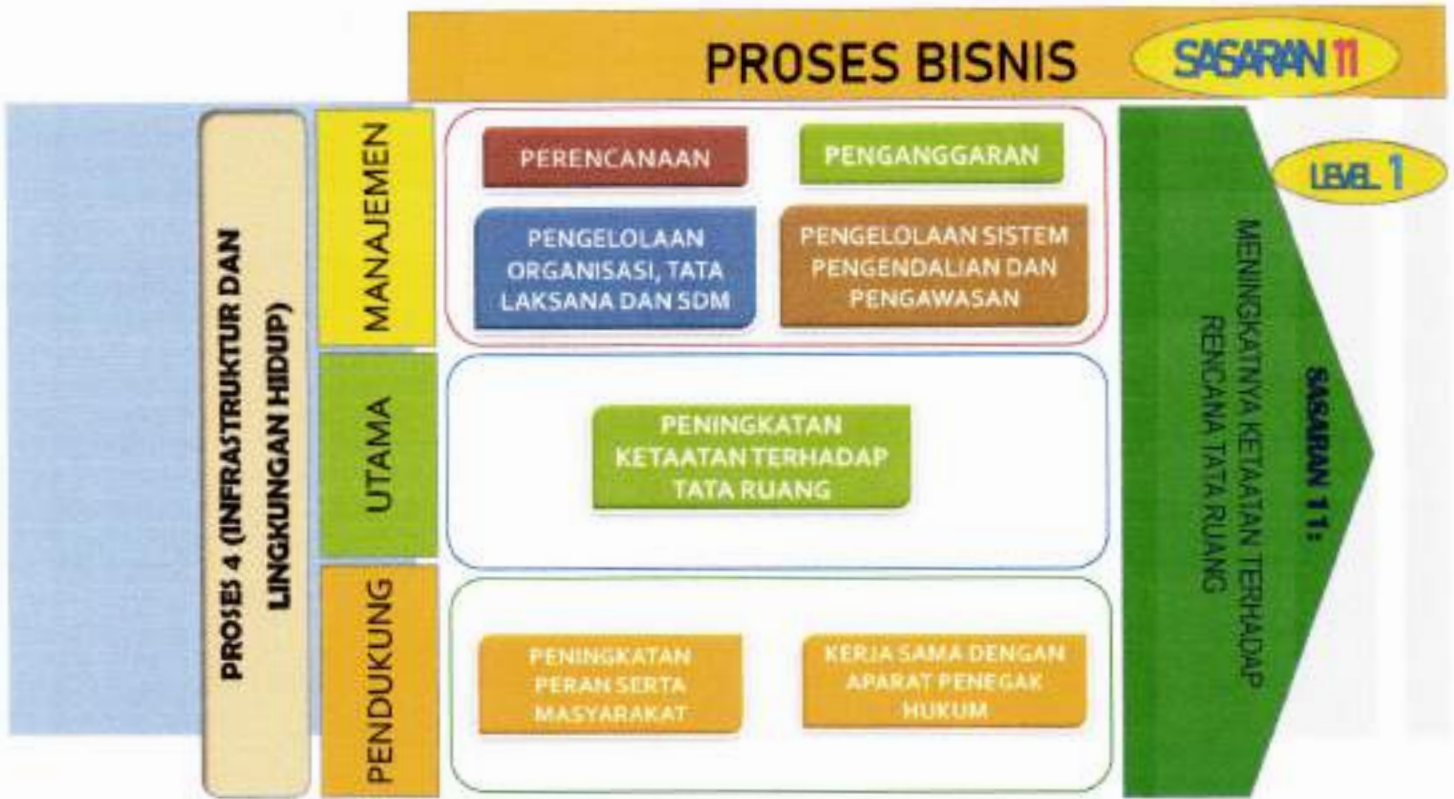 PROSES BISNIS
SASARAN 11
LEVEL 1
PROSES 4 (INFRASTRUKTUR DAN
LINGKUNGAN HIDUP)
MANAJEMEN
PERENCANAAN
PENGANGGARAN
PENGELOLAAN
ORGANISASI, TATA
LAKSANA DAN SDM
PENGELOLAAN SISTEM
PENGENDALIAN DAN
PENGAWASAN
UTAMA
PENINGKATAN
KETAATAN TERHADAP
TATA RUANG
PENDUKUNG
PENINGKATAN
PERAN SERTA
MASYARAKAT
KERJA SAMA DENGAN
APARAT PENEGAK
HUKUM
SASARAN 11:
MENINGKATNYA KETAATAN TERHADAP
RENCANA TATA RUANG